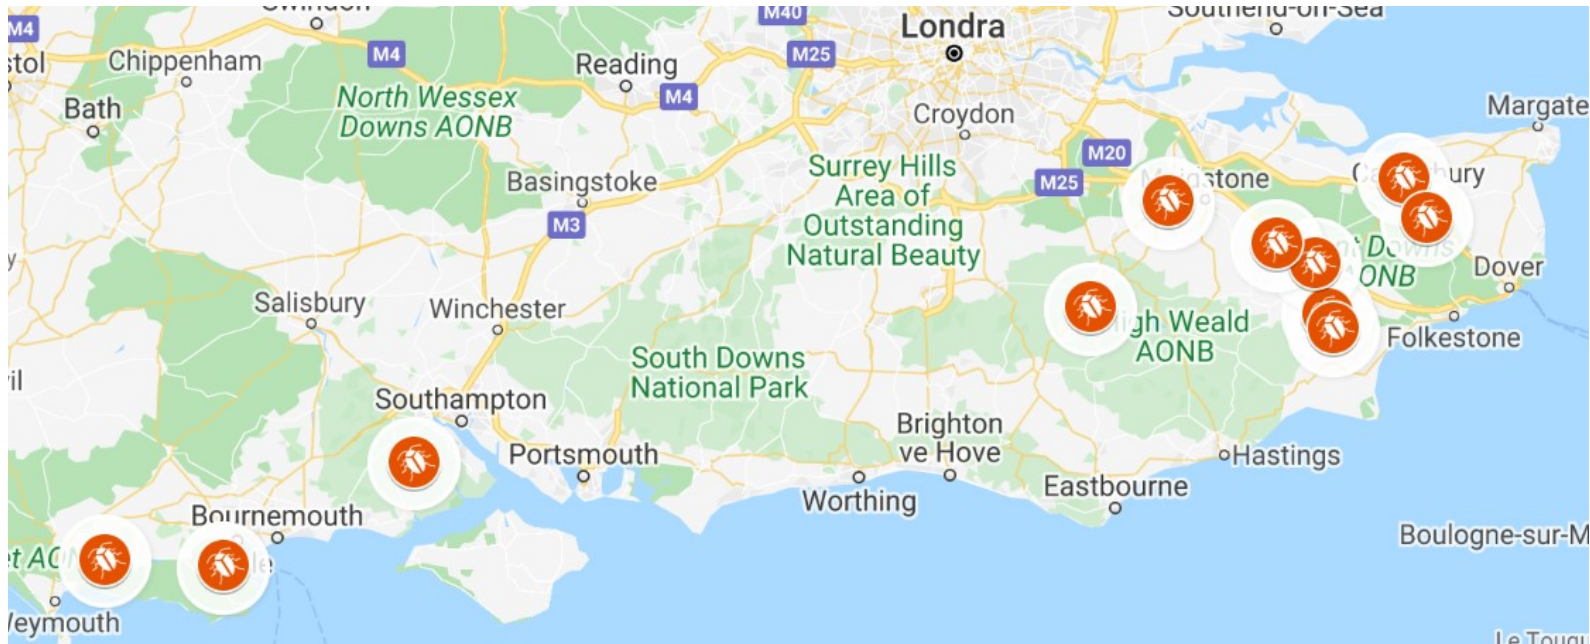 M4
M40
Southend-on-Sea
Londra
M25
stol
Chippenham
M4
Reading
M4
North Wessex
Downs AONB
Bath
Croydon
Margate
Surrey Hills
Area of
Outstanding
Natural Beauty
M20
M25
Basingstoke
M3
Salisbury
Winchester
Dover
AONB
High Weald
AONB
Folkestone
South Downs
National Park
Southampton
Portsmouth
Brighton
ve Hove
Worthing
Hastings
Eastbourne
Bournemouth
Boulogne-sur-M
Weymouth